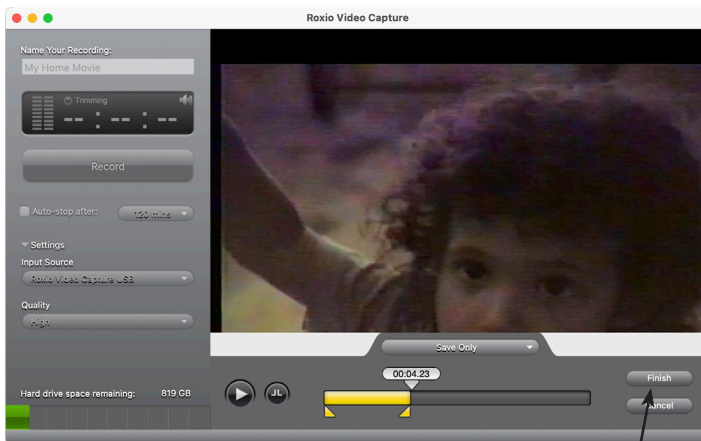 Roxio Video Capture
Name Your Recording:
My Home Movie
Trimming
-- : -- : --
Record
Auto-stop after: 120 mins
Settings
Input Source
Roxio Video Capture USB
Quality
High
Hard drive space remaining: 819 GB
Save Only
00:04.23
Finish
Cancel